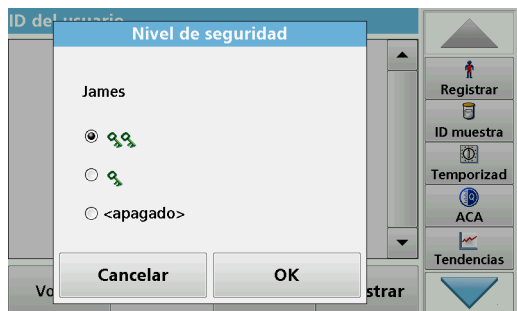 ID del usuario
Nivel de seguridad
James
<apagado>
Cancelar
OK
Vo
strar
Registrar
ID muestra
Temporizad
ACA
Tendencias